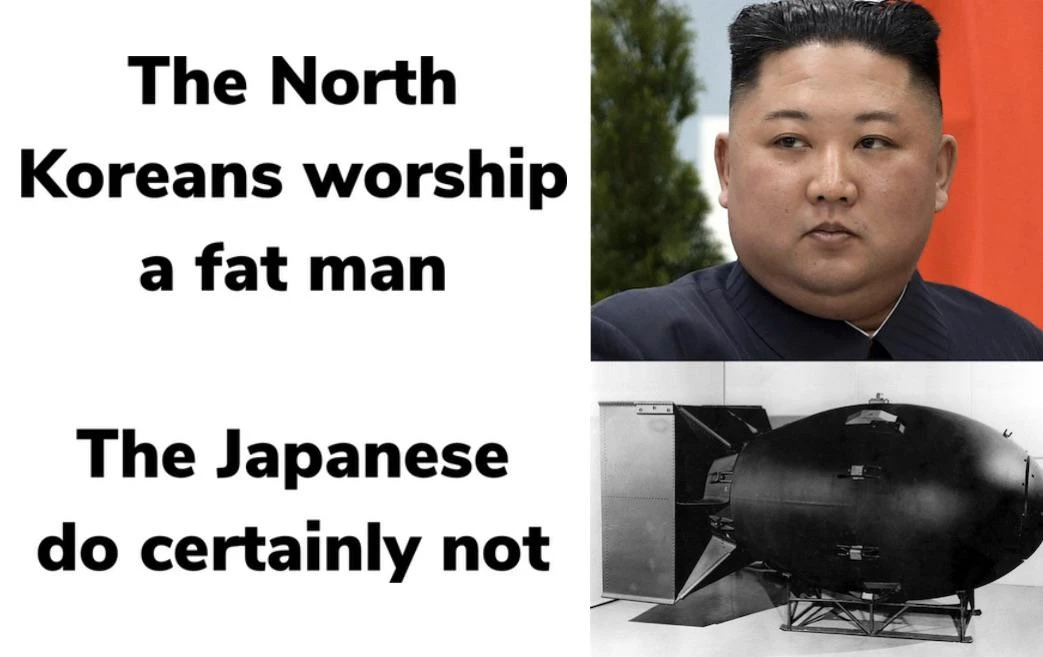 The North
Koreans worship
a fat man
The Japanese
do certainly not